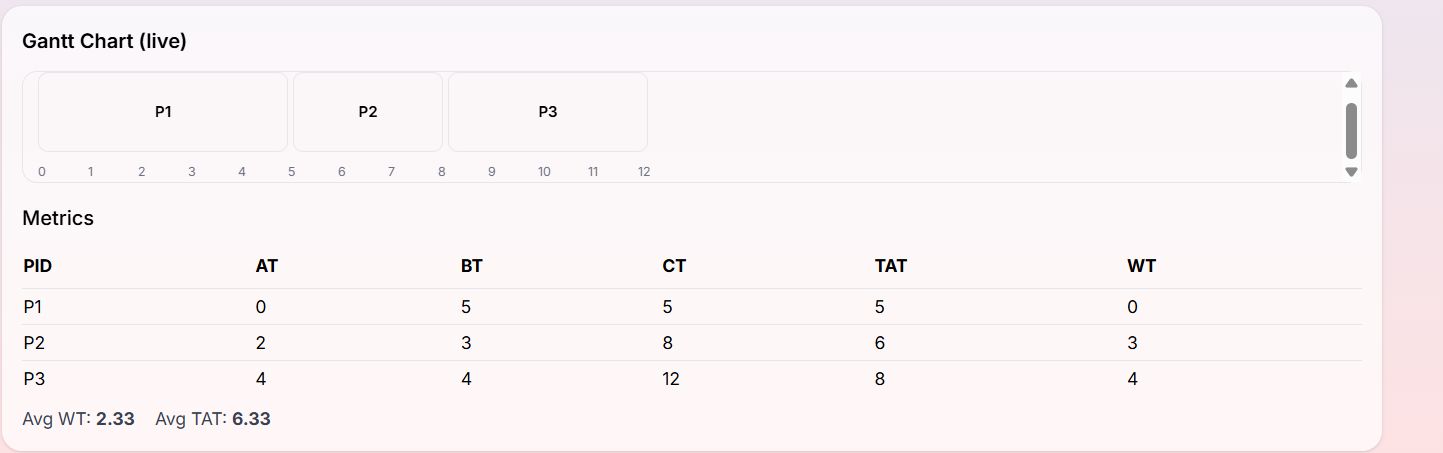 Gantt Chart (live)
P1 P2 P3
0 1 2 3 4 5 6 7 8 9 10 11 12
Metrics
PID AT BT CT TAT WT
P1 0 5 5 5 0
P2 2 3 8 6 3
P3 4 4 12 8 4
Avg WT: 2.33 Avg TAT: 6.33